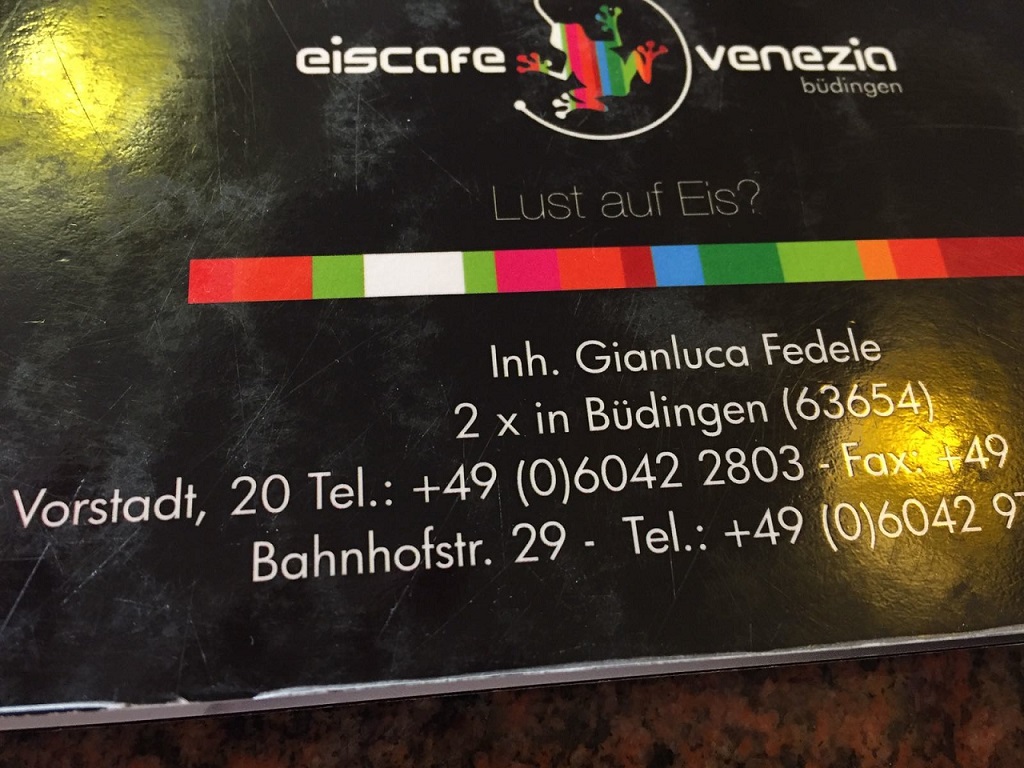 eiscafe venezia
büdingen
Lust auf Eis?
Inh. Gianluca Fedele
2 x in Büdingen (63654)
Vorstadt, 20 Tel.: +49 (0)6042 2803 - Fax: +49
Bahnhofstr. 29 - Tel.: +49 (0)6042 97